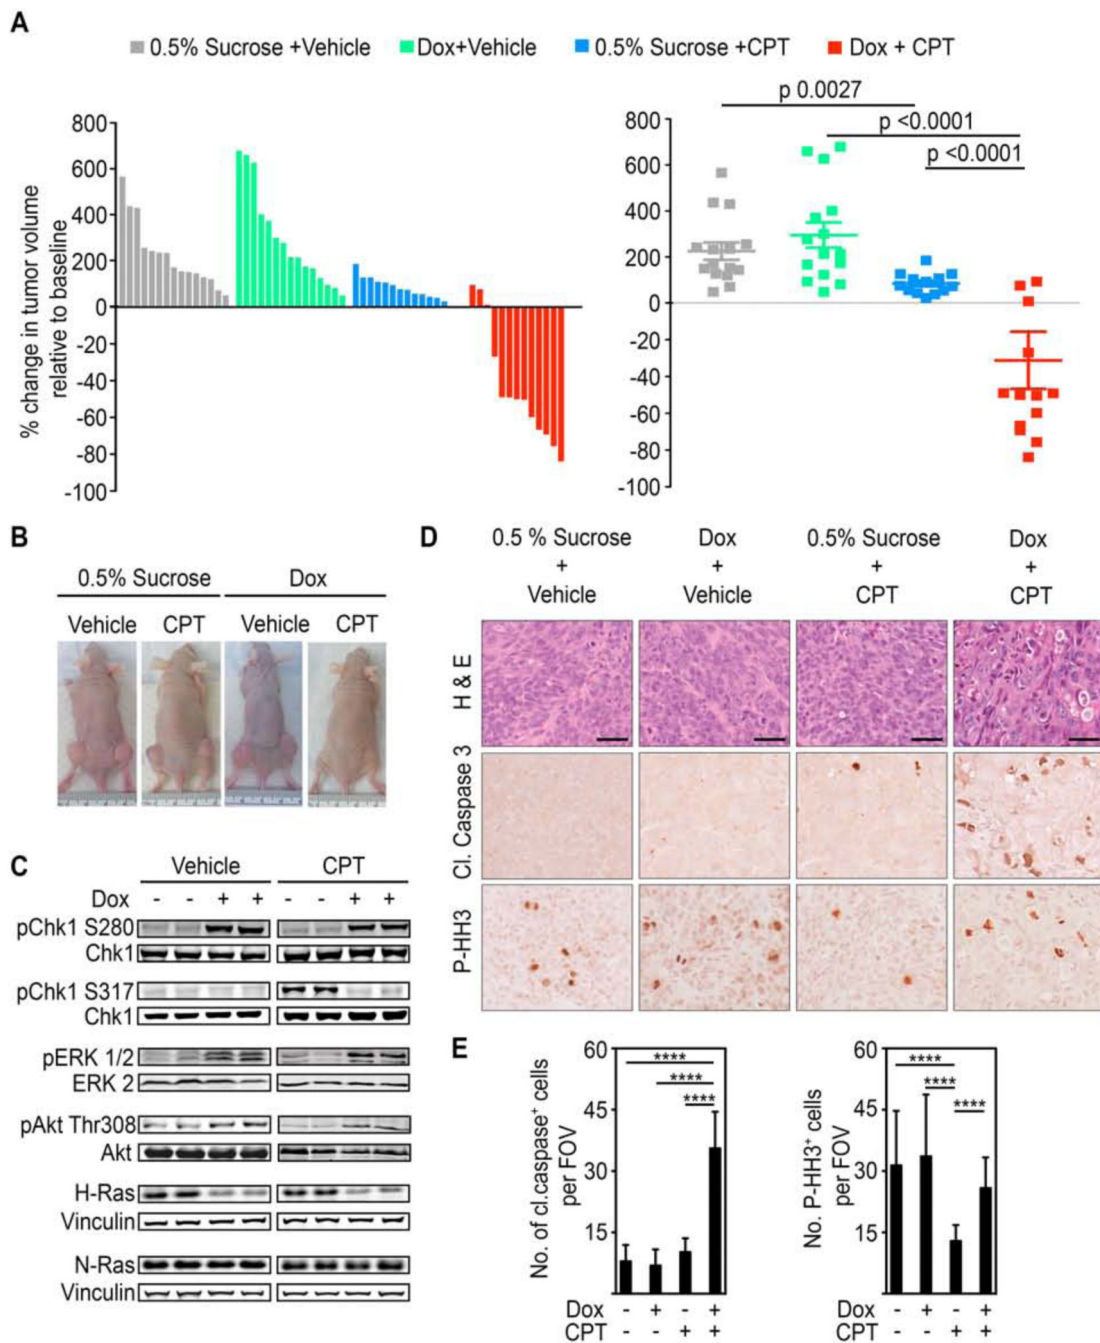 A
0.5% Sucrose +Vehicle Dox+Vehicle 0.5% Sucrose +CPT Dox + CPT
% change in tumor volume
relative to baseline
800
600
400
200
0
-20
-40
-60
-80
-100
p 0.0027
p <0.0001
p <0.0001
800
600
400
200
0
-20
-40
-60
-80
-100
B
0.5% Sucrose Dox
Vehicle CPT Vehicle CPT
C
Vehicle CPT
Dox - - + + - - + +
pChk1 S280
Chk1
pChk1 S317
Chk1
pERK 1/2
ERK 2
pAkt Thr308
Akt
H-Ras
Vinculin
N-Ras
Vinculin
D
0.5 % Sucrose Dox 0.5% Sucrose Dox
+ + + +
Vehicle Vehicle CPT CPT
H & E
Cl. Caspase 3
P-HH3
E
No. of cl.caspase⁺ cells
per FOV
60
45
30
15
****
****
****
Dox - + - +
CPT - - + +
No. P-HH3⁺ cells
per FOV
60
45
30
15
****
****
****
Dox - + - +
CPT - - + +